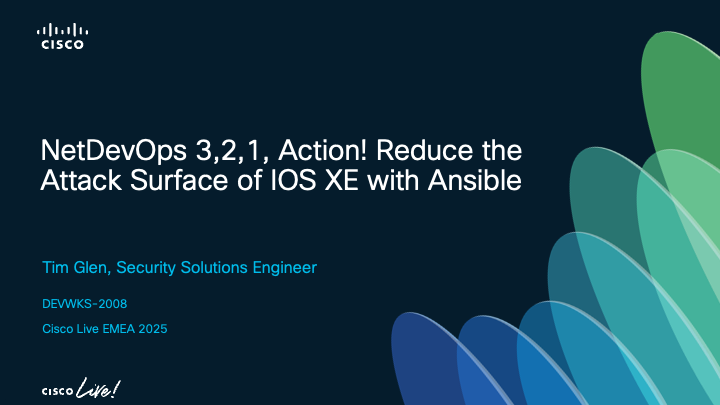 CISCO
NetDevOps 3,2,1, Action! Reduce the
Attack Surface of IOS XE with Ansible
Tim Glen, Security Solutions Engineer
DEVWKS-2008
Cisco Live EMEA 2025
CISCO Live!